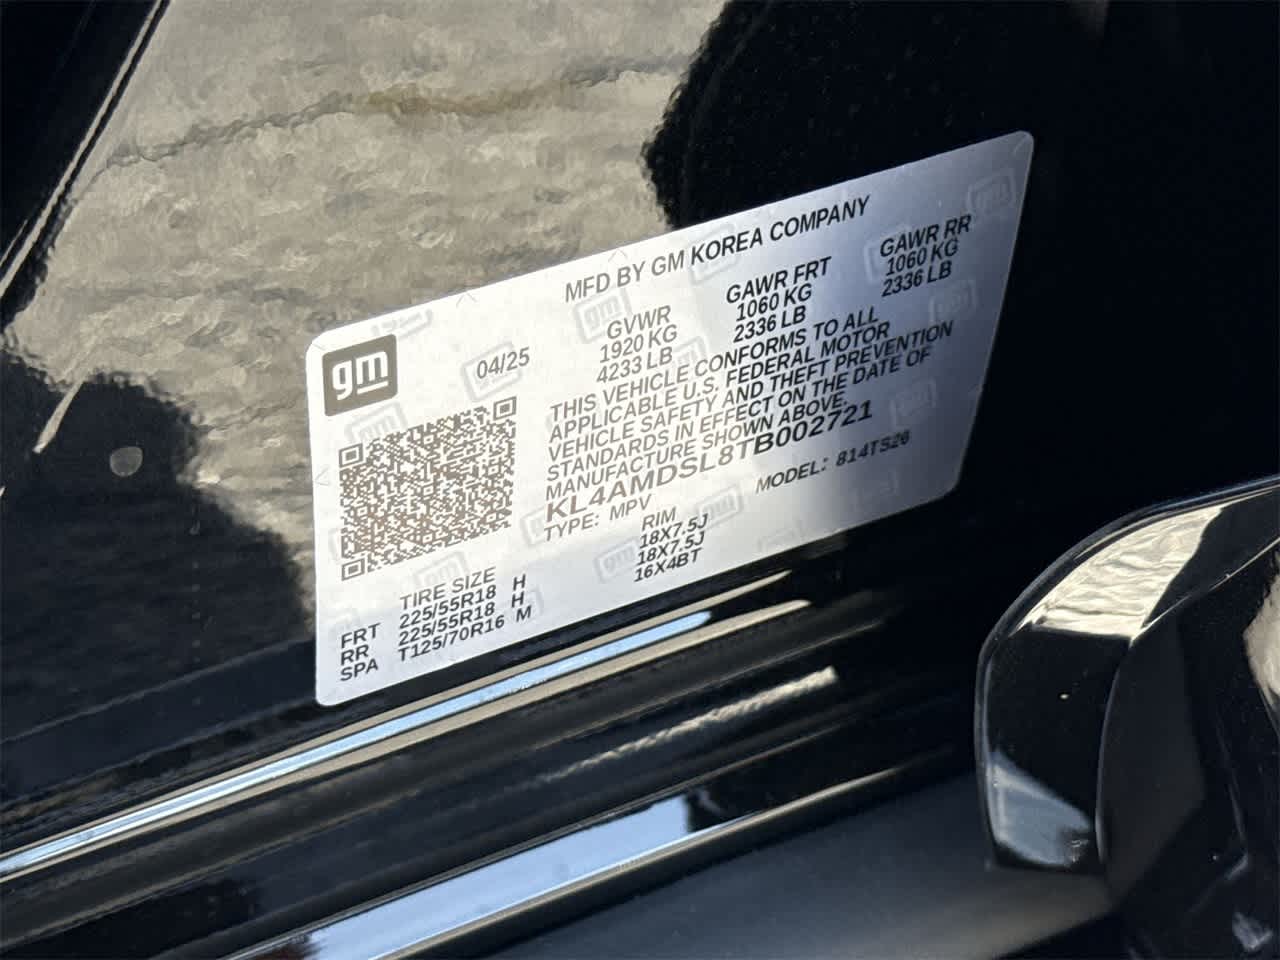 MFD BY GM KOREA COMPANY
gm
04/25
GVWR
1920 KG
4233 LB
GAWR FRT
1060 KG
2336 LB
GAWR RR
1060 KG
2336 LB
THIS VEHICLE CONFORMS TO ALL
APPLICABLE U.S. FEDERAL MOTOR
VEHICLE SAFETY AND THEFT PREVENTION
STANDARDS IN EFFECT ON THE DATE OF
MANUFACTURE SHOWN ABOVE.
KL4AMDSL8TB002721
TYPE: MPV
MODEL: 814TS26
TIRE SIZE
RIM
FRT 225/55R18 H 18X7.5J
RR 225/55R18 H 18X7.5J
SPA T125/70R16 M 16X4BT